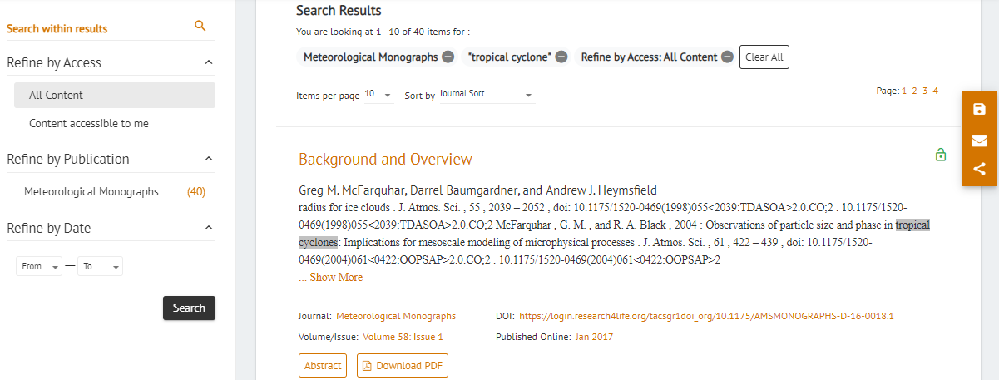 Search within results
Refine by Access
All Content
Content accessible to me
Refine by Publication
Meteorological Monographs (40)
Refine by Date
From — To
Search
Search Results
You are looking at 1 - 10 of 40 items for :
Meteorological Monographs "tropical cyclone" Refine by Access: All Content Clear All
Items per page 10 Sort by Journal Sort Page: 1 2 3 4
Background and Overview
Greg M. McFarquhar, Darrel Baumgardner, and Andrew J. Heymsfield
radius for ice clouds . J. Atmos. Sci. , 55 , 2039 – 2052 , doi: 10.1175/1520-
0469(1998)055<2039:TDASOA>2.0.CO;2 . 10.1175/1520-
0469(1998)055<2039:TDASOA>2.0.CO;2 McFarquhar , G. M. , and R. A. Black , 2004 : Observations of particle size and phase in tropical
cyclones: Implications for mesoscale modeling of microphysical processes . J. Atmos. Sci. , 61 , 422 – 439 , doi: 10.1175/1520-
0469(2004)061<0422:OOPSAP>2.0.CO;2 . 10.1175/1520-0469(2004)061<0422:OOPSAP>2
... Show More
Journal: Meteorological Monographs DOI: https://login.research4life.org/tacsgr1doi_org/10.1175/AMSMONOGRAPHS-D-16-0018.1
Volume/Issue: Volume 58: Issue 1 Published Online: Jan 2017
Abstract Download PDF